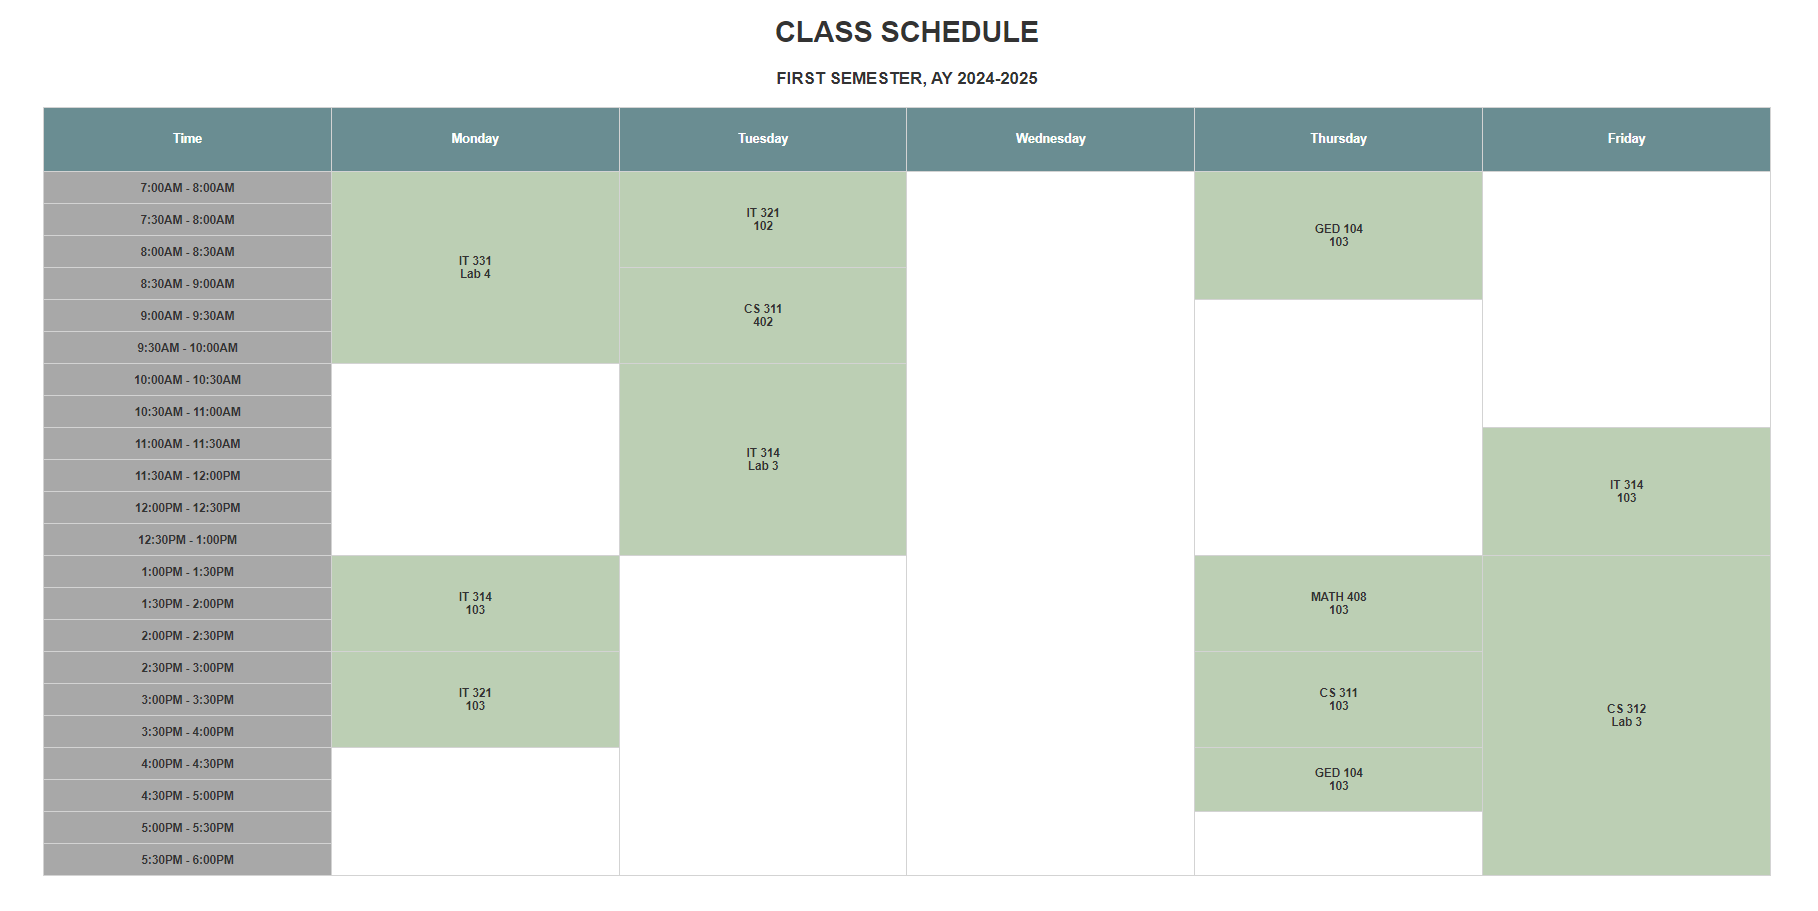 CLASS SCHEDULE
FIRST SEMESTER, AY 2024-2025
Time Monday Tuesday Wednesday Thursday Friday
7:00AM - 8:00AM
7:30AM - 8:00AM
8:00AM - 8:30AM
8:30AM - 9:00AM
9:00AM - 9:30AM
9:30AM - 10:00AM
10:00AM - 10:30AM
10:30AM - 11:00AM
11:00AM - 11:30AM
11:30AM - 12:00PM
12:00PM - 12:30PM
12:30PM - 1:00PM
1:00PM - 1:30PM
1:30PM - 2:00PM
2:00PM - 2:30PM
2:30PM - 3:00PM
3:00PM - 3:30PM
3:30PM - 4:00PM
4:00PM - 4:30PM
4:30PM - 5:00PM
5:00PM - 5:30PM
5:30PM - 6:00PM
IT 331
Lab 4
IT 314
103
IT 321
103
IT 321
102
CS 311
402
IT 314
Lab 3
GED 104
103
MATH 408
103
CS 311
103
GED 104
103
IT 314
103
CS 312
Lab 3